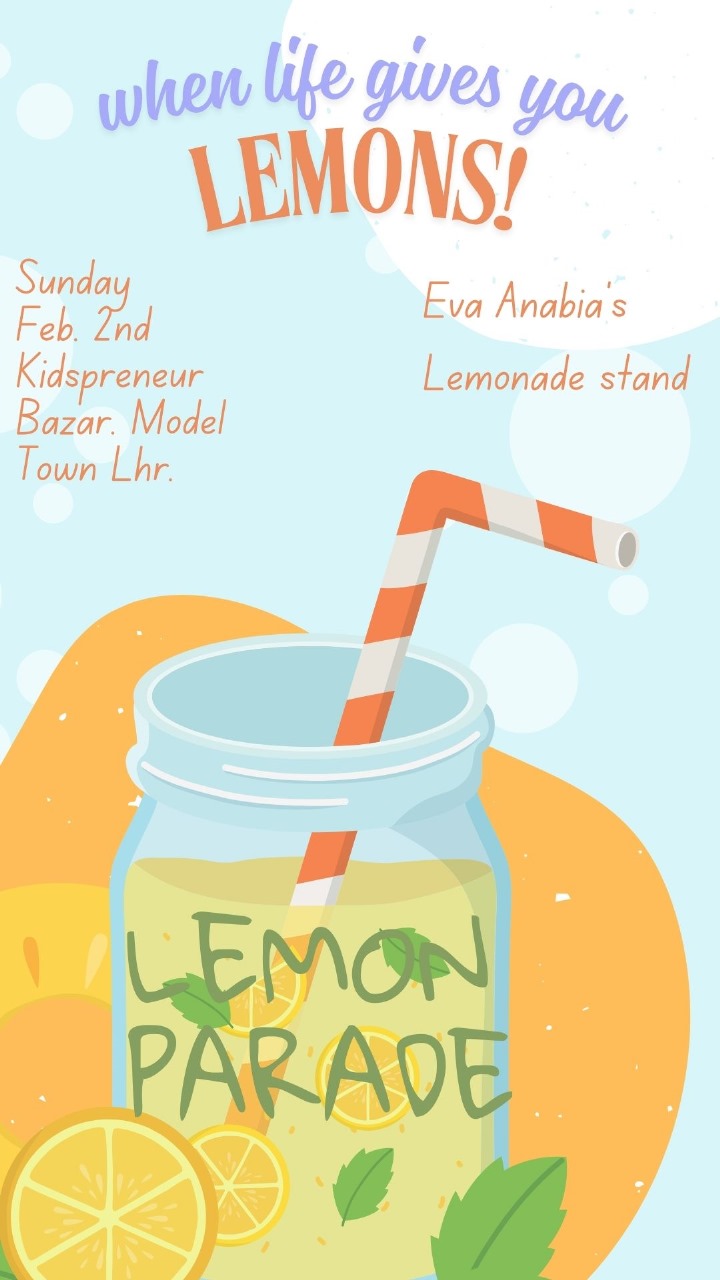 when life gives you
LEMONS!
Sunday
Feb. 2nd
Kidspreneur
Bazar. Model
Town Lhr.
Eva Anabia's
Lemonade stand
LEMON
PARADE